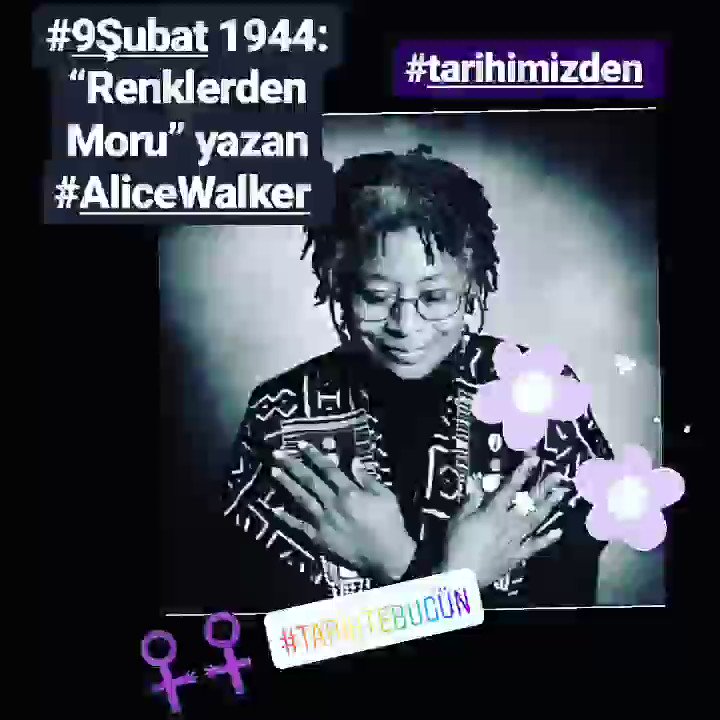 #9Şubat 1944:
“Renklerden
Moru” yazan
#AliceWalker
#tarihimizden
#TARİHTEBUGÜN